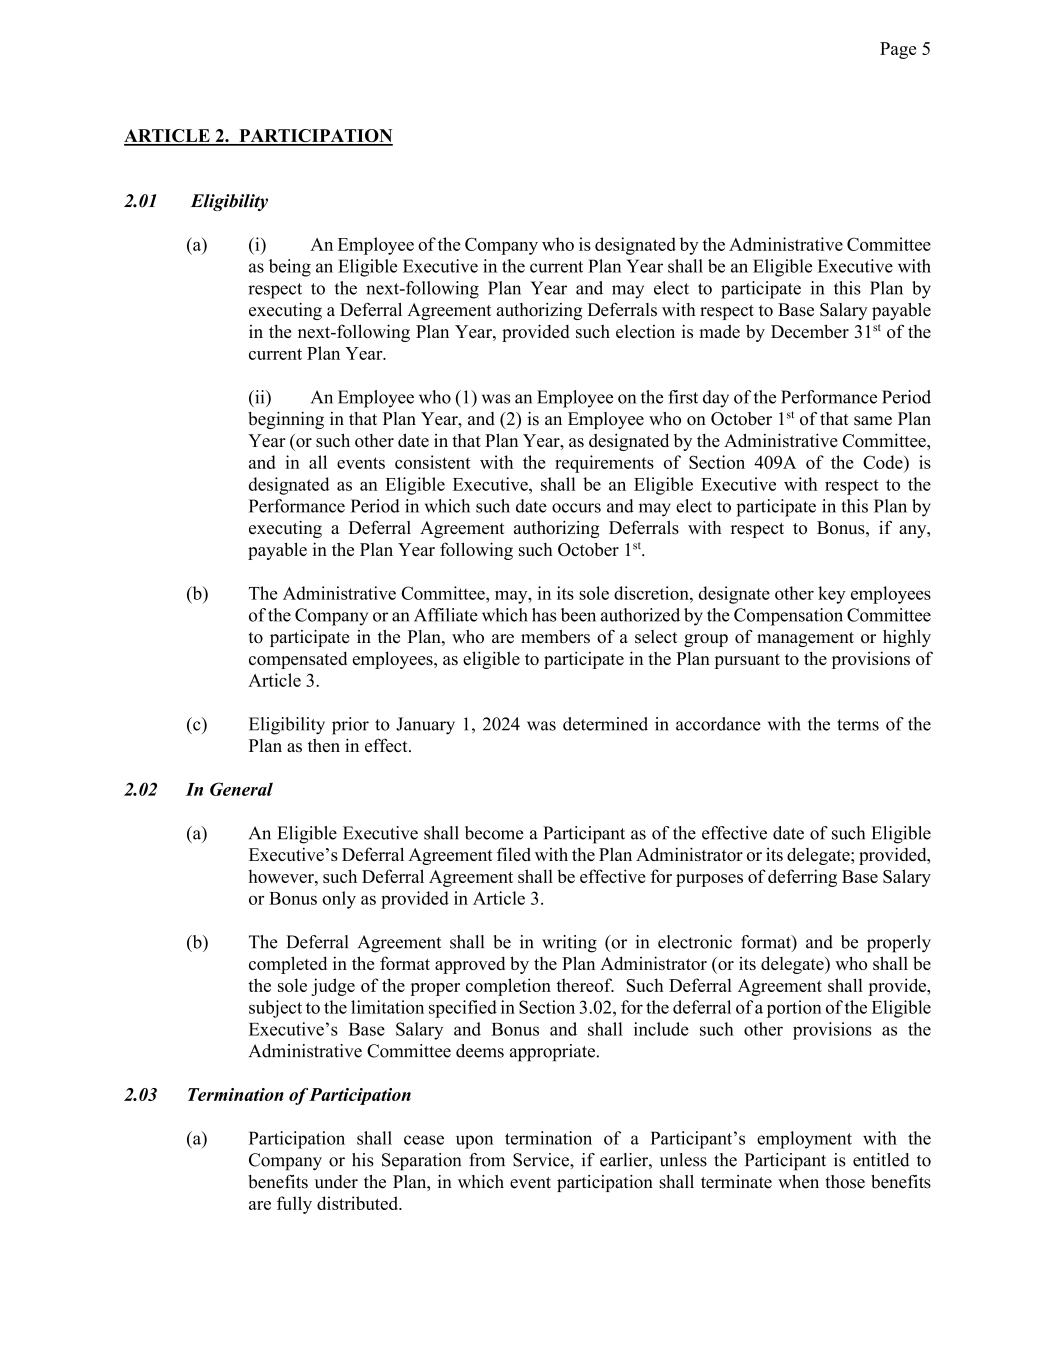 Page 5
ARTICLE 2.  PARTICIPATION
2.01 Eligibility
(a) (i) An Employee of the Company who is designated by the Administrative Committee
as being an Eligible Executive in the current Plan Year shall be an Eligible Executive with
respect to the next-following Plan Year and may elect to participate in this Plan by
executing a Deferral Agreement authorizing Deferrals with respect to Base Salary payable
in the next-following Plan Year, provided such election is made by December 31st of the
current Plan Year.
(ii) An Employee who (1) was an Employee on the first day of the Performance Period
beginning in that Plan Year, and (2) is an Employee who on October 1st of that same Plan
Year (or such other date in that Plan Year, as designated by the Administrative Committee,
and in all events consistent with the requirements of Section 409A of the Code) is
designated as an Eligible Executive, shall be an Eligible Executive with respect to the
Performance Period in which such date occurs and may elect to participate in this Plan by
executing a Deferral Agreement authorizing Deferrals with respect to Bonus, if any,
payable in the Plan Year following such October 1st.
(b) The Administrative Committee, may, in its sole discretion, designate other key employees
of the Company or an Affiliate which has been authorized by the Compensation Committee
to participate in the Plan, who are members of a select group of management or highly
compensated employees, as eligible to participate in the Plan pursuant to the provisions of
Article 3.
(c) Eligibility prior to January 1, 2024 was determined in accordance with the terms of the
Plan as then in effect.
2.02 In General
(a) An Eligible Executive shall become a Participant as of the effective date of such Eligible
Executive’s Deferral Agreement filed with the Plan Administrator or its delegate; provided,
however, such Deferral Agreement shall be effective for purposes of deferring Base Salary
or Bonus only as provided in Article 3.
(b) The Deferral Agreement shall be in writing (or in electronic format) and be properly
completed in the format approved by the Plan Administrator (or its delegate) who shall be
the sole judge of the proper completion thereof.  Such Deferral Agreement shall provide,
subject to the limitation specified in Section 3.02, for the deferral of a portion of the Eligible
Executive’s Base Salary and Bonus and shall include such other provisions as the
Administrative Committee deems appropriate.
2.03 Termination of Participation
(a) Participation shall cease upon termination of a Participant’s employment with the
Company or his Separation from Service, if earlier, unless the Participant is entitled to
benefits under the Plan, in which event participation shall terminate when those benefits
are fully distributed.